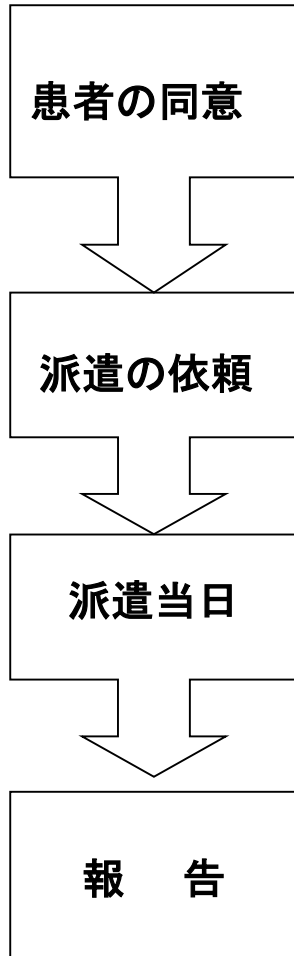 患者の同意
派遣の依頼
派遣当日
報　告